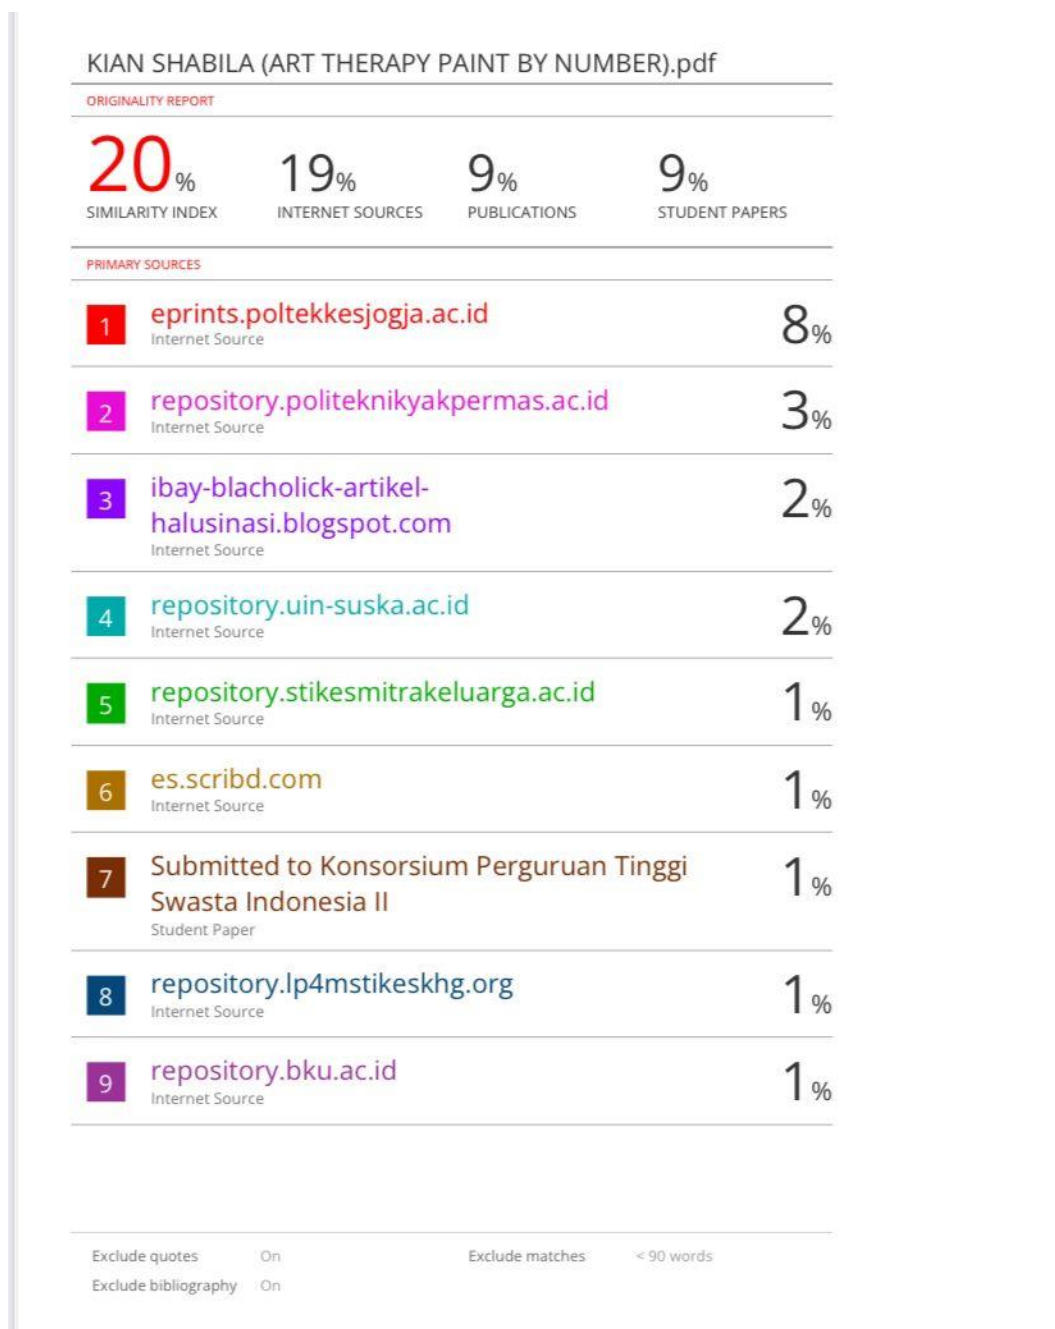 KIAN SHABILA (ART THERAPY PAINT BY NUMBER).pdf
ORIGINALITY REPORT
20% 19% 9% 9%
SIMILARITY INDEX INTERNET SOURCES PUBLICATIONS STUDENT PAPERS
PRIMARY SOURCES
1 eprints.poltekkesjogja.ac.id 8%
Internet Source
2 repository.politeknikyakpermas.ac.id 3%
Internet Source
3 ibay-blacholick-artikel-
halusinasi.blogspot.com 2%
Internet Source
4 repository.uin-suska.ac.id 2%
Internet Source
5 repository.stikesmitrakeluarga.ac.id 1%
Internet Source
6 es.scribd.com 1%
Internet Source
7 Submitted to Konsorsium Perguruan Tinggi
Swasta Indonesia II 1%
Student Paper
8 repository.lp4mstikeskhg.org 1%
Internet Source
9 repository.bku.ac.id 1%
Internet Source
Exclude quotes On Exclude matches < 90 words
Exclude bibliography On